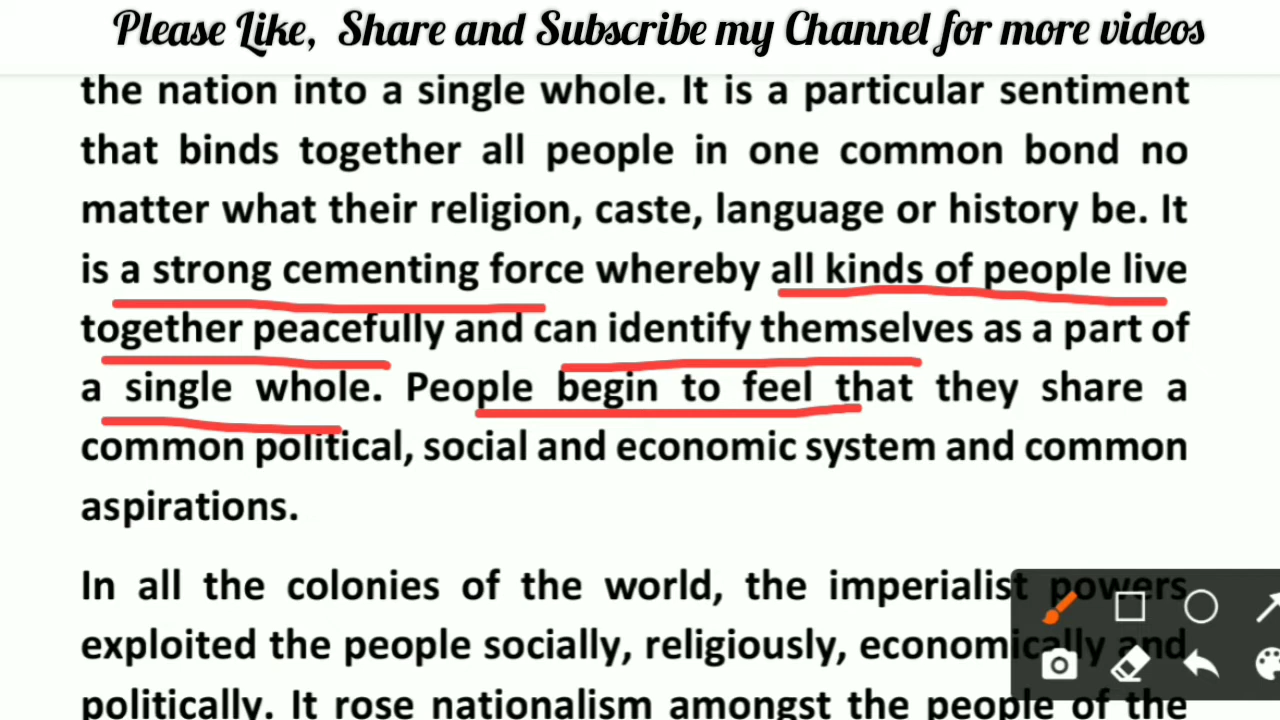 Please Like, Share and Subscribe my Channel for more videos
the nation into a single whole. It is a particular sentiment
that binds together all people in one common bond no
matter what their religion, caste, language or history be. It
is a strong cementing force whereby all kinds of people live
together peacefully and can identify themselves as a part of
a single whole. People begin to feel that they share a
common political, social and economic system and common
aspirations.
In all the colonies of the world, the imperialist powers
exploited the people socially, religiously, economically and
politically. It rose nationalism amongst the people of the